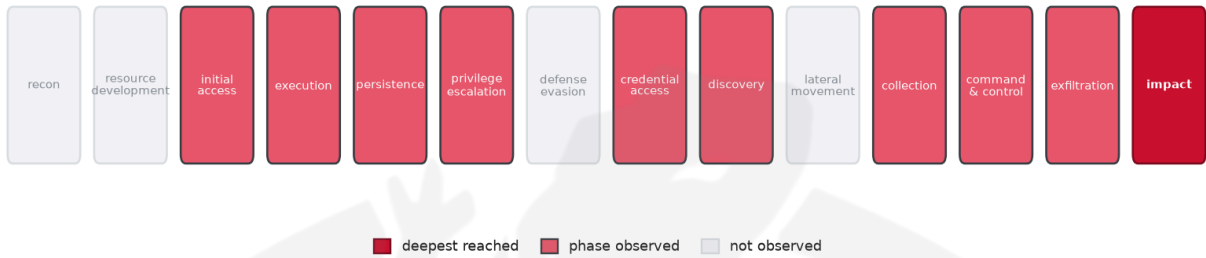 recon
resource
development
initial
access
execution
persistence
privilege
escalation
defense
evasion
credential
access
discovery
lateral
movement
collection
command
& control
exfiltration
impact
deepest reached
phase observed
not observed